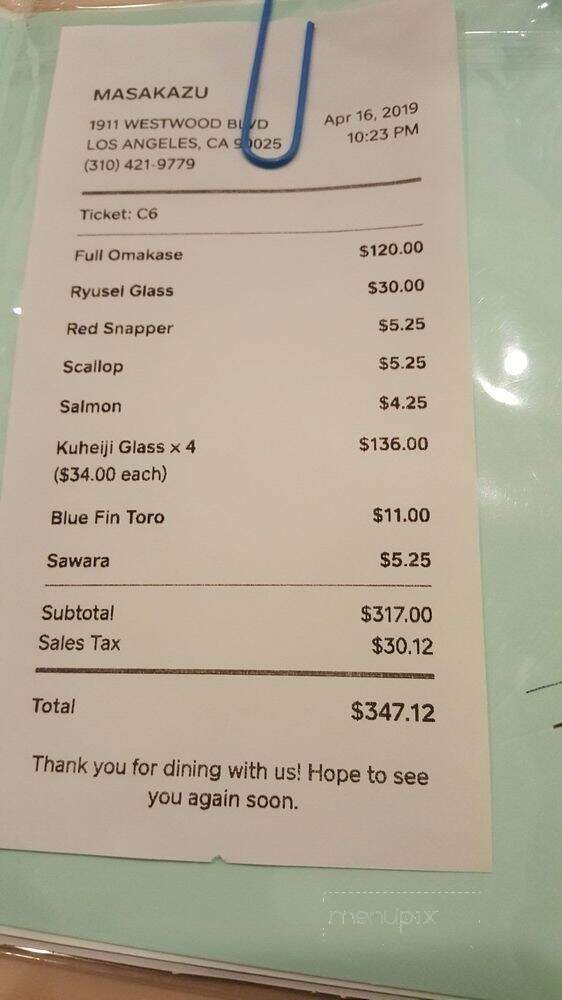 MASAKAZU
1911 WESTWOOD BLVD
LOS ANGELES, CA 90025
(310) 421-9779
Apr 16, 2019
10:23 PM
Ticket: C6
Full Omakase $120.00
Ryusei Glass $30.00
Red Snapper $5.25
Scallop $5.25
Salmon $4.25
Kuheiji Glass x 4 $136.00
($34.00 each)
Blue Fin Toro $11.00
Sawara $5.25
Subtotal $317.00
Sales Tax $30.12
Total $347.12
Thank you for dining with us! Hope to see
you again soon.
menupix